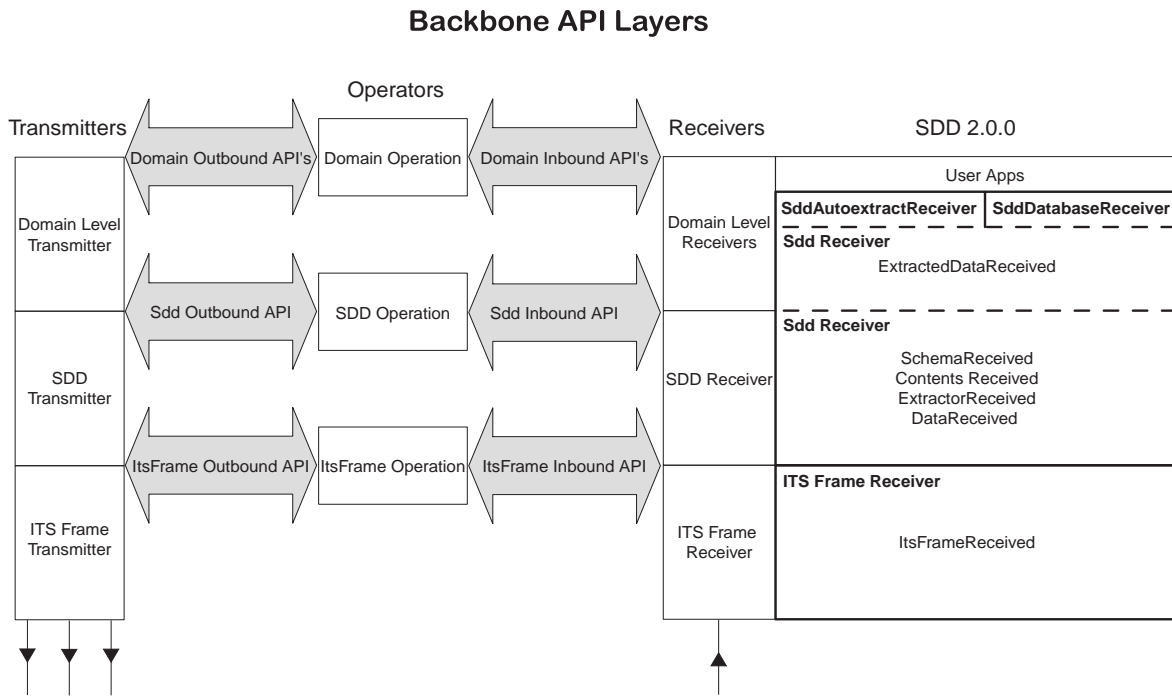 Backbone API Layers
Operators
Transmitters
Receivers
SDD 2.0.0
Domain Outbound API's
Domain Operation
Domain Inbound API's
User Apps
SddAutoextractReceiver
SddDatabaseReceiver
Domain Level
Transmitter
Domain Level
Receivers
Sdd Receiver
ExtractedDataReceived
Sdd Outbound API
SDD Operation
Sdd Inbound API
Sdd Receiver
SDD
Transmitter
SDD Receiver
SchemaReceived
Contents Received
ExtractorReceived
DataReceived
ItsFrame Outbound API
ItsFrame Operation
ItsFrame Inbound API
ITS Frame Receiver
ITS Frame
Transmitter
ITS Frame
Receiver
ItsFrameReceived